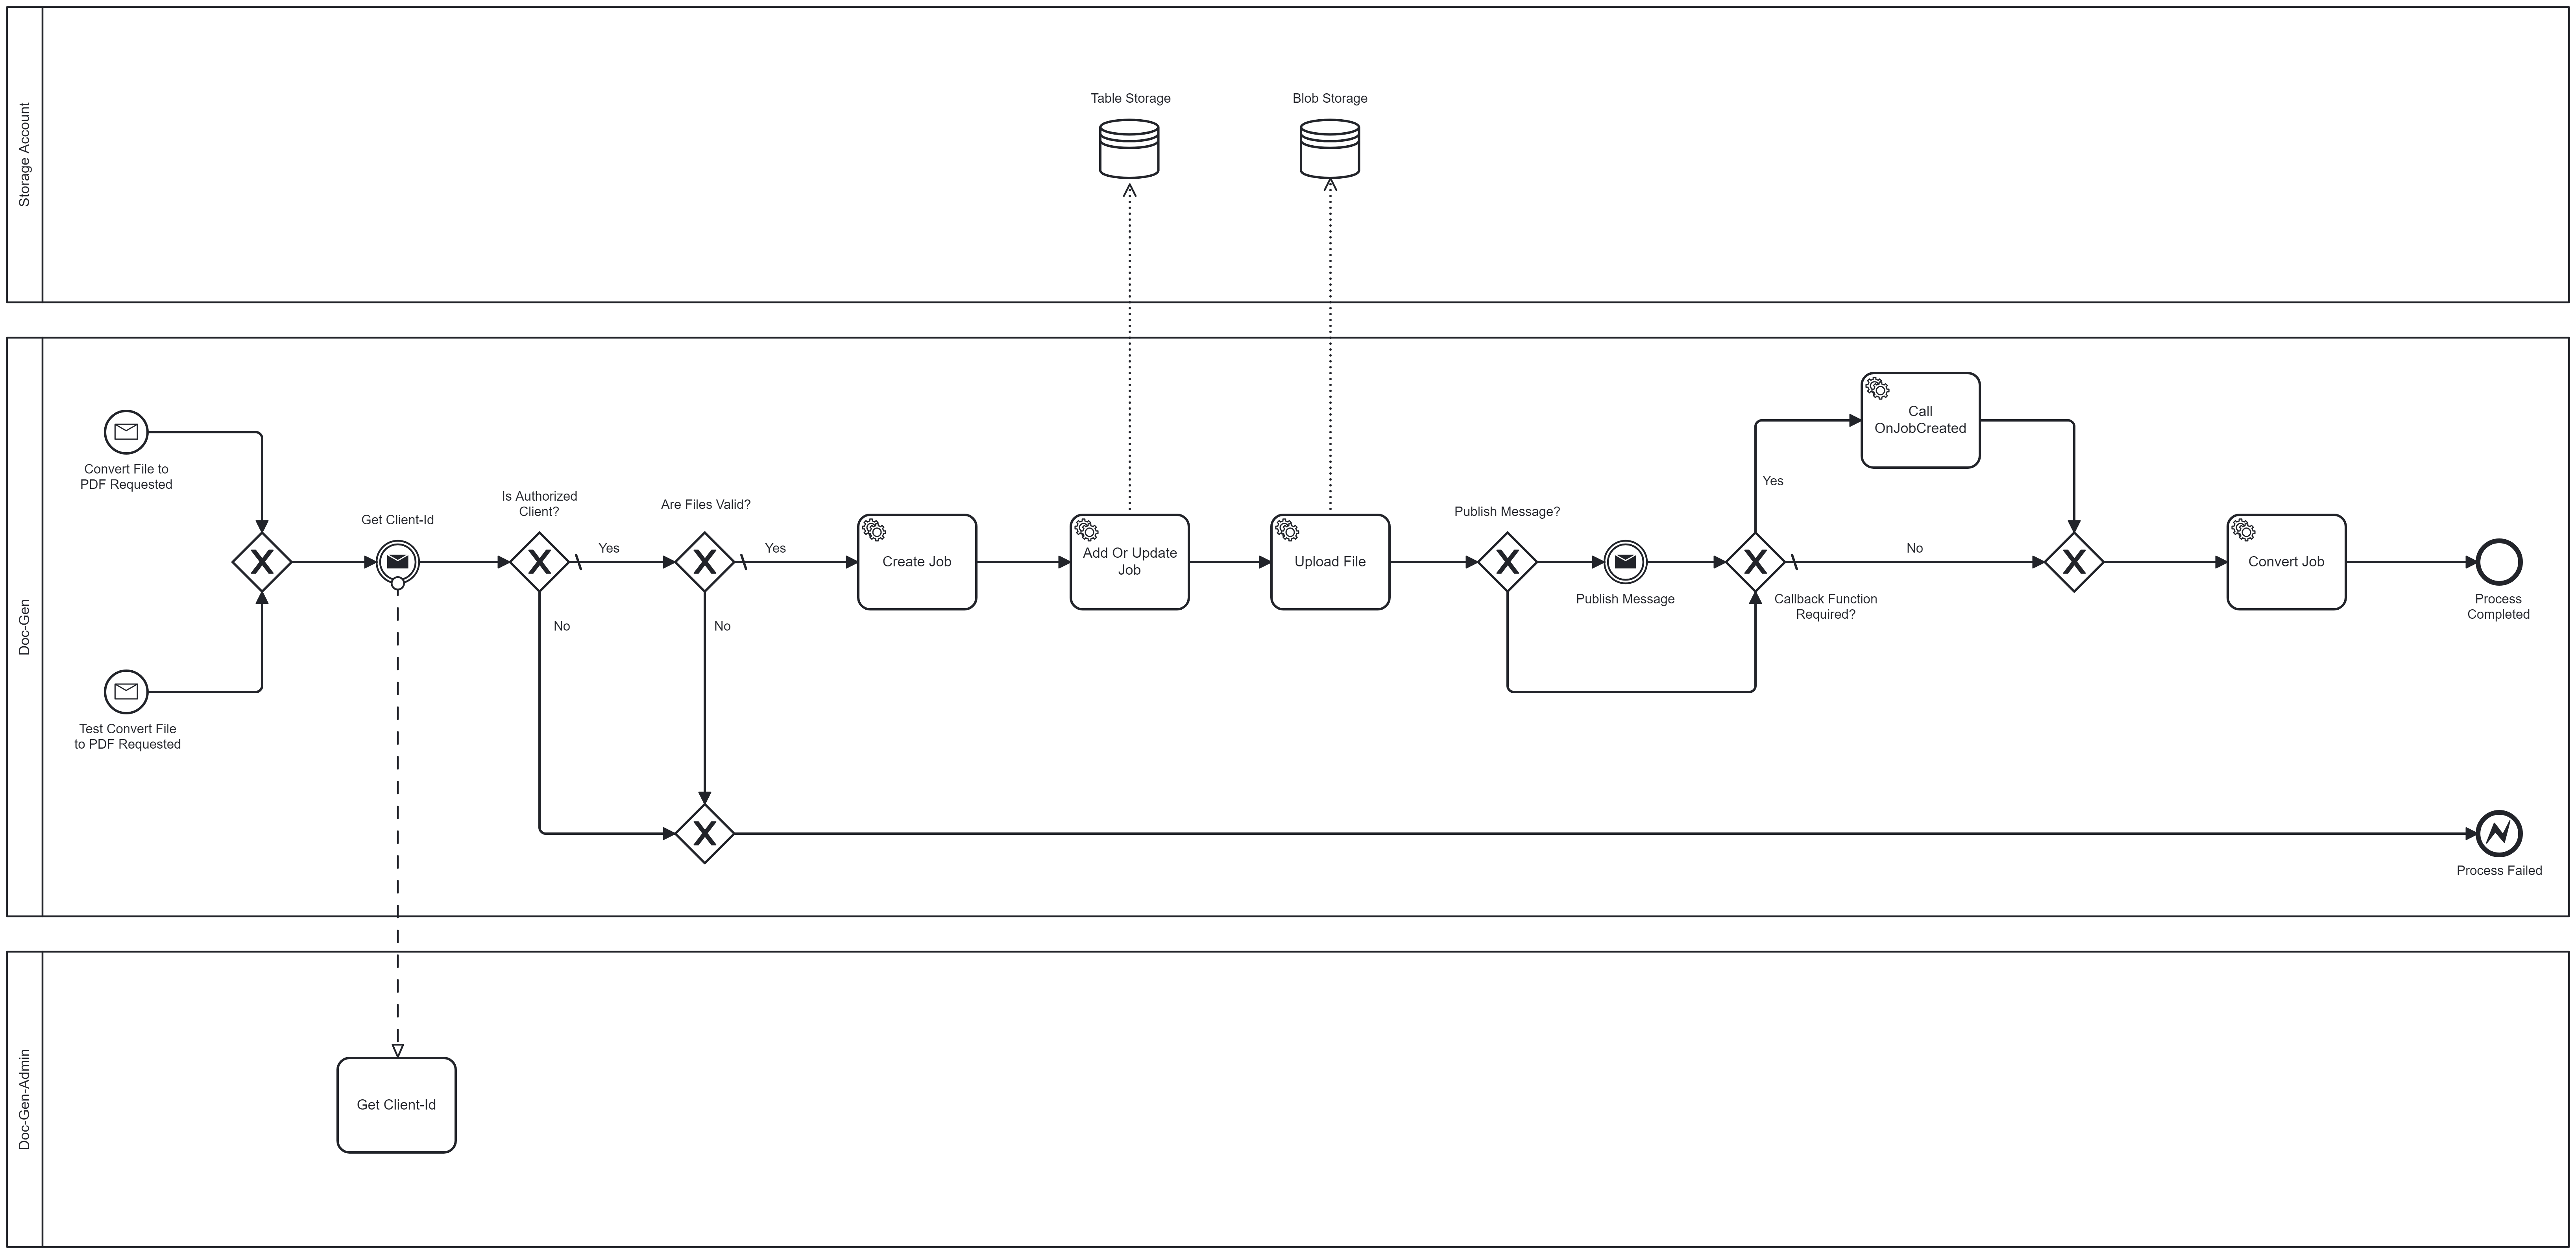 Storage Account
Table Storage
Blob Storage
Doc-Gen
Convert File to
PDF Requested
Test Convert File
to PDF Requested
Get Client-Id
Is Authorized
Client?
Yes
No
Are Files Valid?
Yes
No
Create Job
Add Or Update
Job
Upload File
Publish Message?
Publish Message
Callback Function
Required?
Yes
Call
OnJobCreated
No
Convert Job
Process
Completed
Process Failed
Doc-Gen-Admin
Get Client-Id